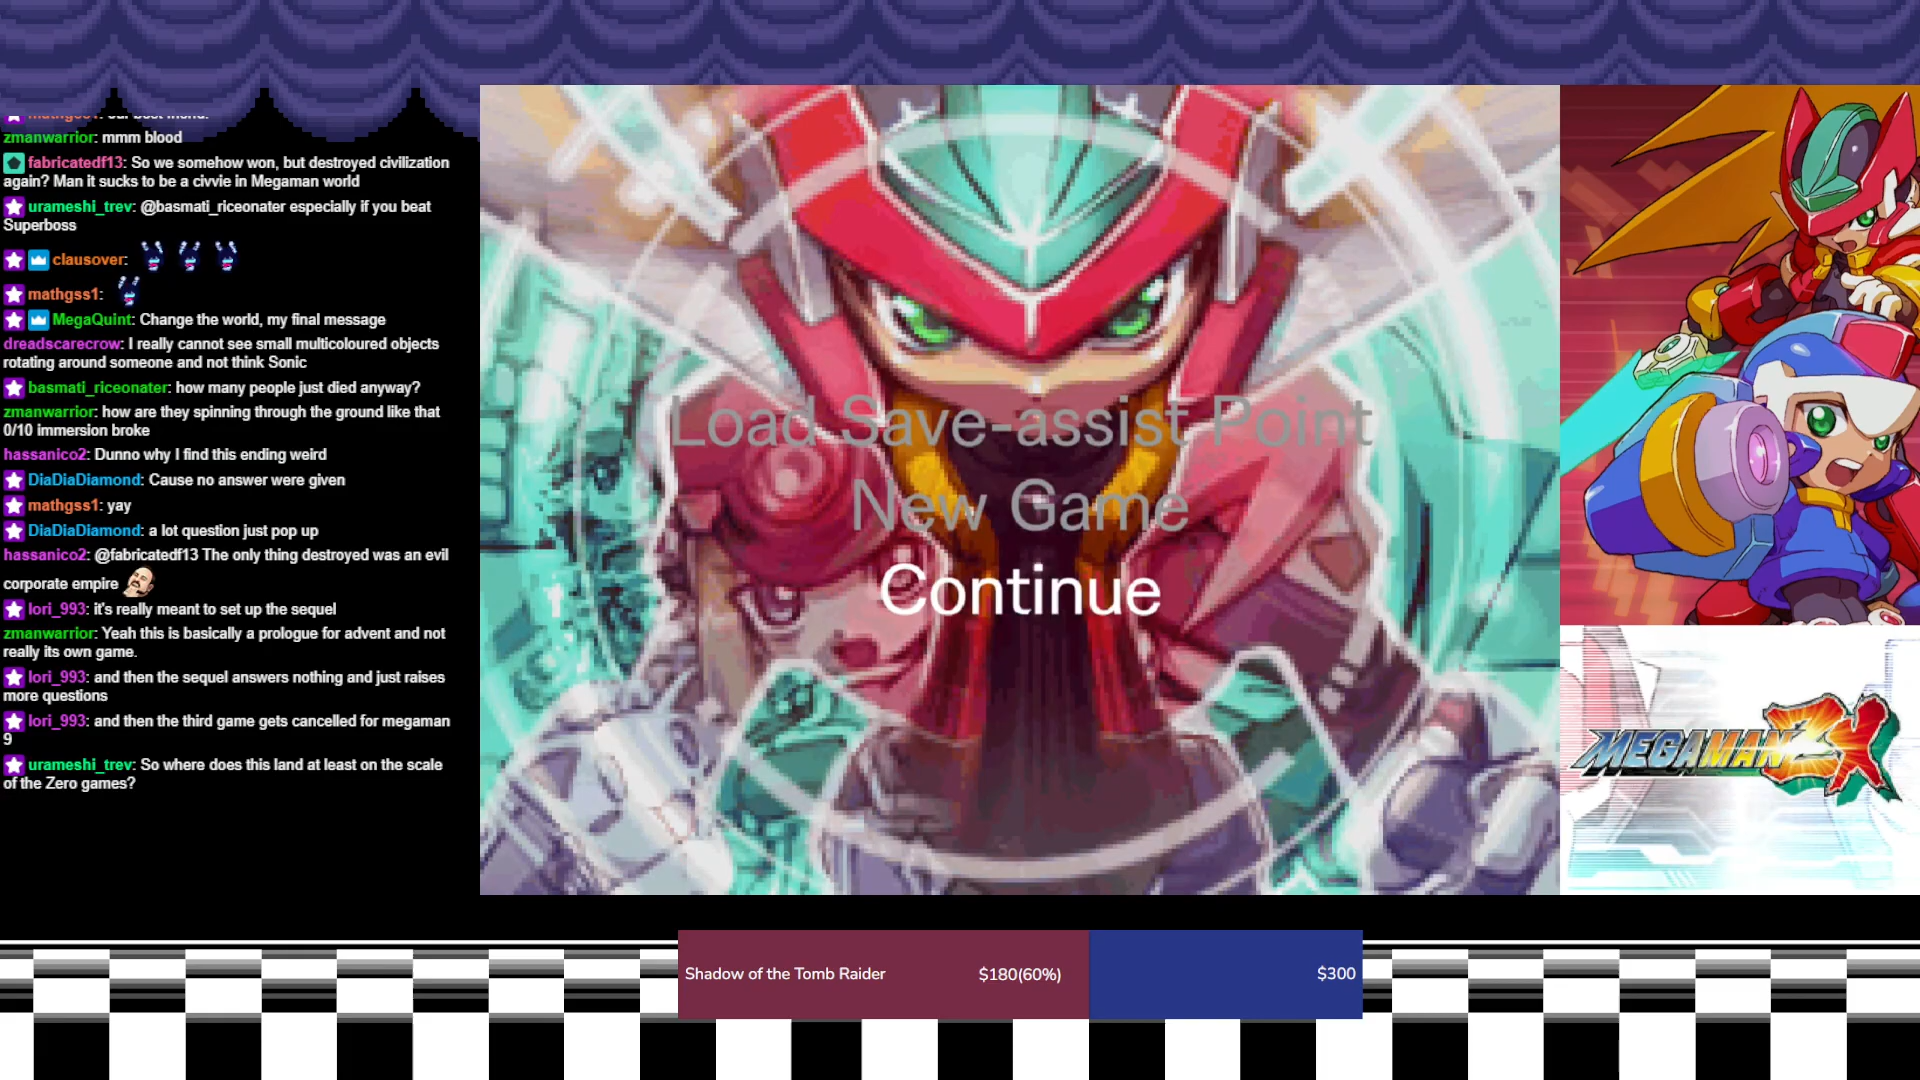 zmanwarrior: mmm blood
fabricatedf13: So we somehow won, but destroyed civilization
again? Man it sucks to be a civvie in Megaman world
urameshi_trev: @basmati_riceonater especially if you beat
Superboss
clausover:
mathgss1:
MegaQuint: Change the world, my final message
dreadscarecrow: I really cannot see small multicoloured objects
rotating around someone and not think Sonic
basmati_riceonater: how many people just died anyway?
zmanwarrior: how are they spinning through the ground like that
0/10 immersion broke
hassanico2: Dunno why I find this ending weird
DiaDiaDiamond: Cause no answer were given
mathgss1: yay
DiaDiaDiamond: a lot question just pop up
hassanico2: @fabricatedf13 The only thing destroyed was an evil
corporate empire
lori_993: it's really meant to set up the sequel
zmanwarrior: Yeah this is basically a prologue for advent and not
really its own game.
lori_993: and then the sequel answers nothing and just raises
more questions
lori_993: and then the third game gets cancelled for megaman
9
urameshi_trev: So where does this land at least on the scale
of the Zero games?
Load Save-assist Point
New Game
Continue
MEGAMAN ZX
Shadow of the Tomb Raider
$180(60%)
$300